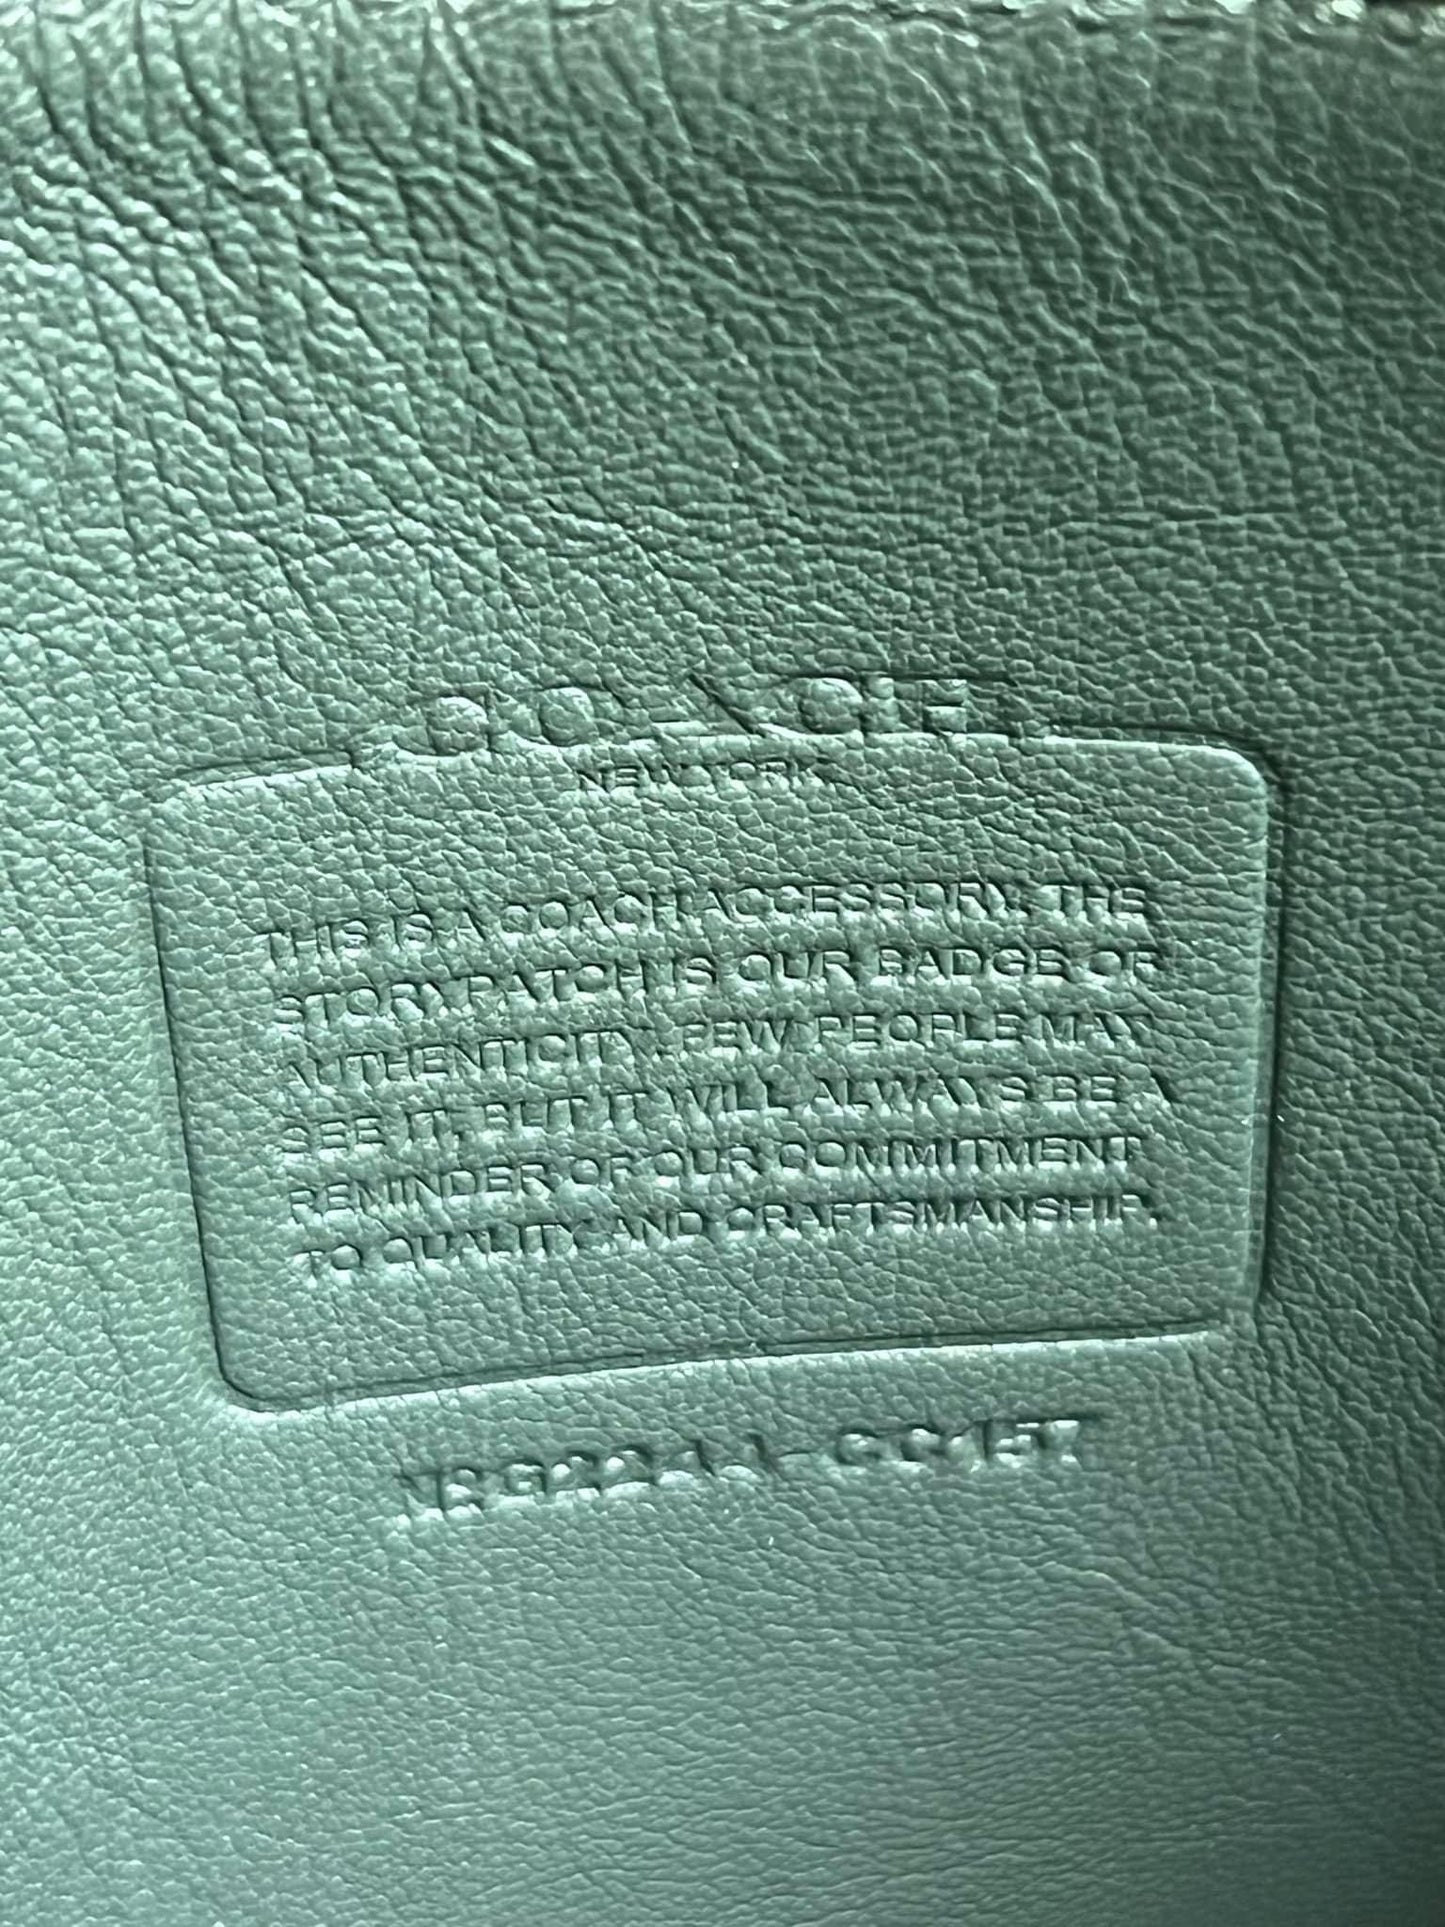 COACH
NEW YORK
THIS IS A COACH ACCESSORY. THE
STORYPATCH IS OUR BADGE OF
AUTHENTICITY. FEW PEOPLE MAY
SEE IT, BUT IT WILL ALWAYS BE A
REMINDER OF OUR COMMITMENT
TO QUALITY AND CRAFTSMANSHIP.